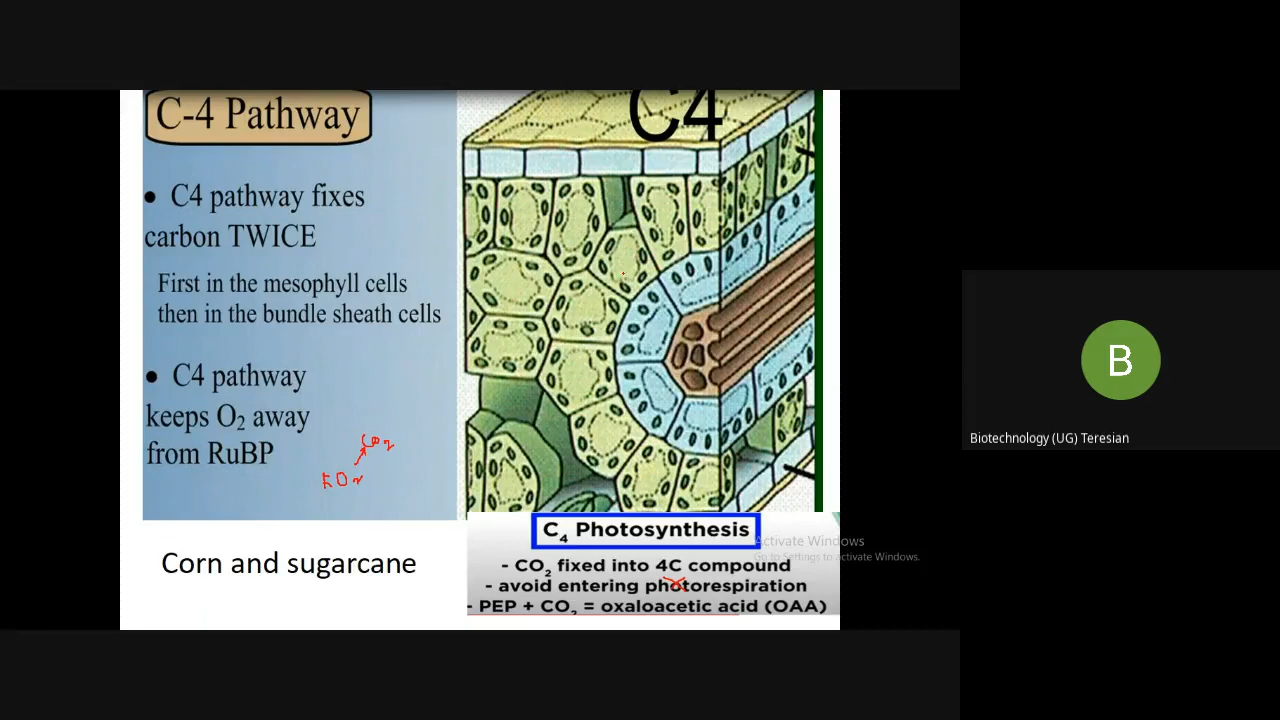 C-4 Pathway
C4
• C4 pathway fixes
carbon TWICE
First in the mesophyll cells
then in the bundle sheath cells
• C4 pathway
keeps O₂ away
from RuBP
CO₂
Corn and sugarcane
C₄ Photosynthesis
- CO₂ fixed into 4C compound
- avoid entering photorespiration
- PEP + CO₂ = oxaloacetic acid (OAA)
Activate Windows
Go to Settings to activate Windows.
B
Biotechnology (UG) Teresian